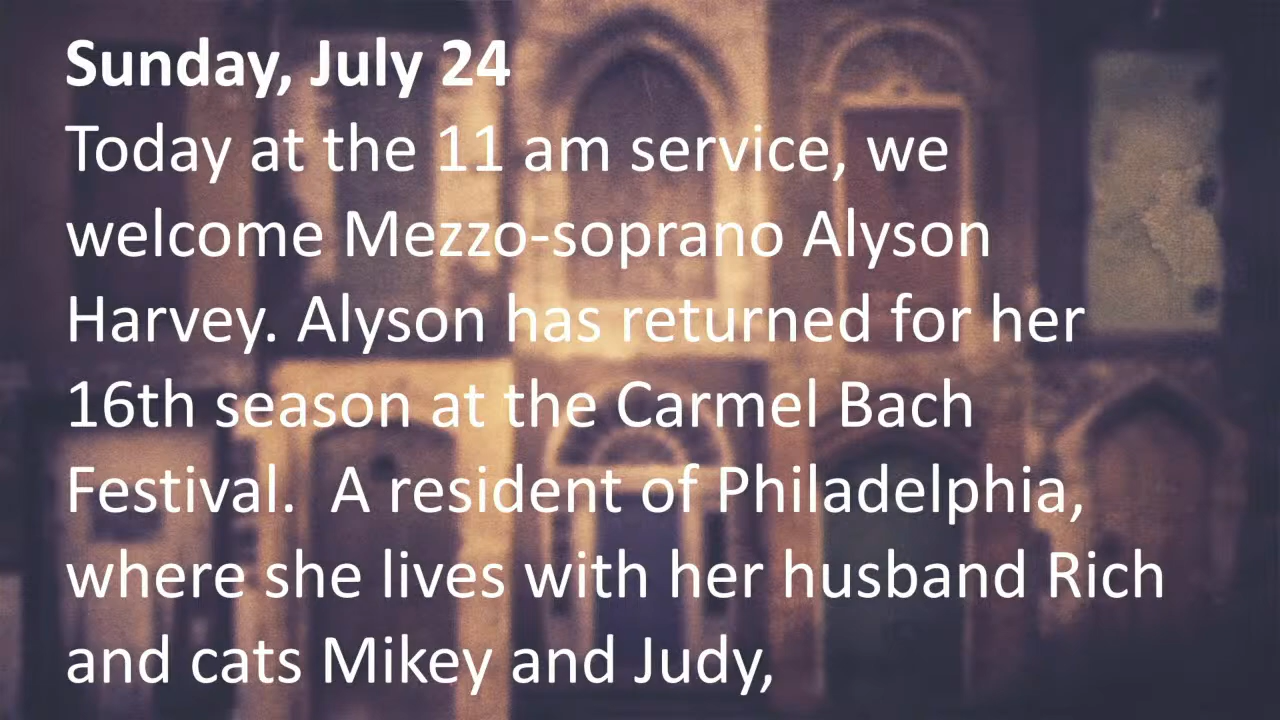 Sunday, July 24
Today at the 11 am service, we
welcome Mezzo-soprano Alyson
Harvey. Alyson has returned for her
16th season at the Carmel Bach
Festival.  A resident of Philadelphia,
where she lives with her husband Rich
and cats Mikey and Judy,